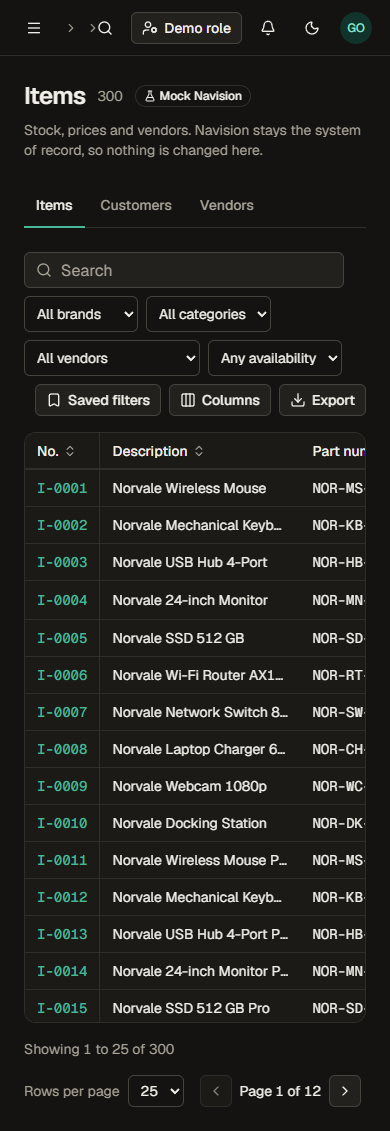 Demo role
GO
Items 300 Mock Navision
Stock, prices and vendors. Navision stays the system
of record, so nothing is changed here.
Items Customers Vendors
Search
All brands All categories
All vendors Any availability
Saved filters Columns Export
No. Description Part nur
I-0001 Norvale Wireless Mouse NOR-MS-
I-0002 Norvale Mechanical Keyb... NOR-KB-
I-0003 Norvale USB Hub 4-Port NOR-HB-
I-0004 Norvale 24-inch Monitor NOR-MN-
I-0005 Norvale SSD 512 GB NOR-SD-
I-0006 Norvale Wi-Fi Router AX1... NOR-RT-
I-0007 Norvale Network Switch 8... NOR-SW-
I-0008 Norvale Laptop Charger 6... NOR-CH-
I-0009 Norvale Webcam 1080p NOR-WC-
I-0010 Norvale Docking Station NOR-DK-
I-0011 Norvale Wireless Mouse P... NOR-MS-
I-0012 Norvale Mechanical Keyb... NOR-KB-
I-0013 Norvale USB Hub 4-Port P... NOR-HB-
I-0014 Norvale 24-inch Monitor P... NOR-MN-
I-0015 Norvale SSD 512 GB Pro NOR-SD-
Showing 1 to 25 of 300
Rows per page 25 Page 1 of 12